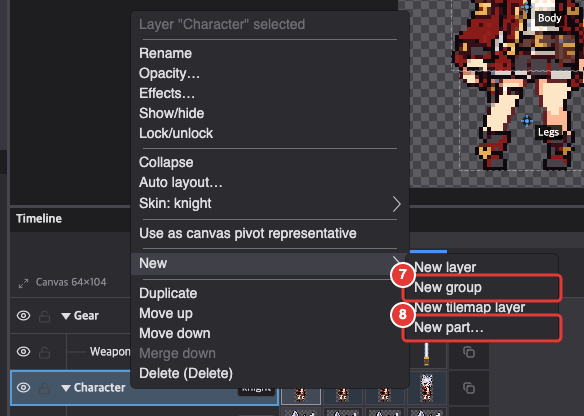 Layer "Character" selected
Rename
Opacity…
Effects…
Show/hide
Lock/unlock
Collapse
Auto layout…
Skin: knight
Use as canvas pivot representative
New
Duplicate
Move up
Move down
Merge down
Delete (Delete)
7
New layer
New group
8
New tilemap layer
New part…
Body
Legs
Timeline
Canvas 64×104
Gear
Weapon
Character
knight